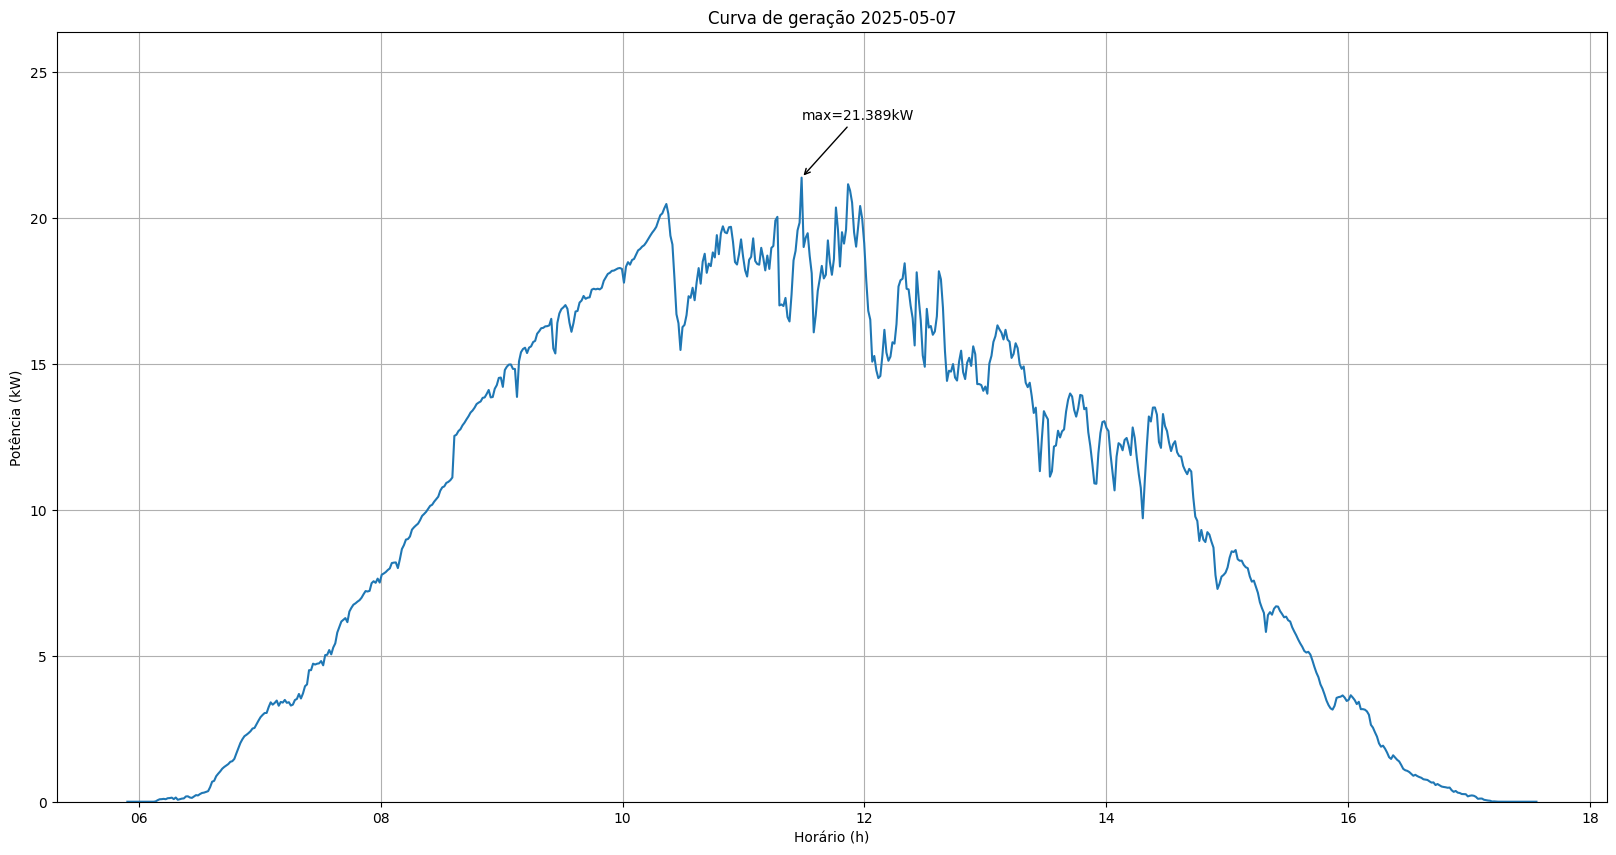 Curva de geração 2025-05-07
max=21.389kW
25
20
15
10
5
0
Potência (kW)
06 08 10 12 14 16 18
Horário (h)